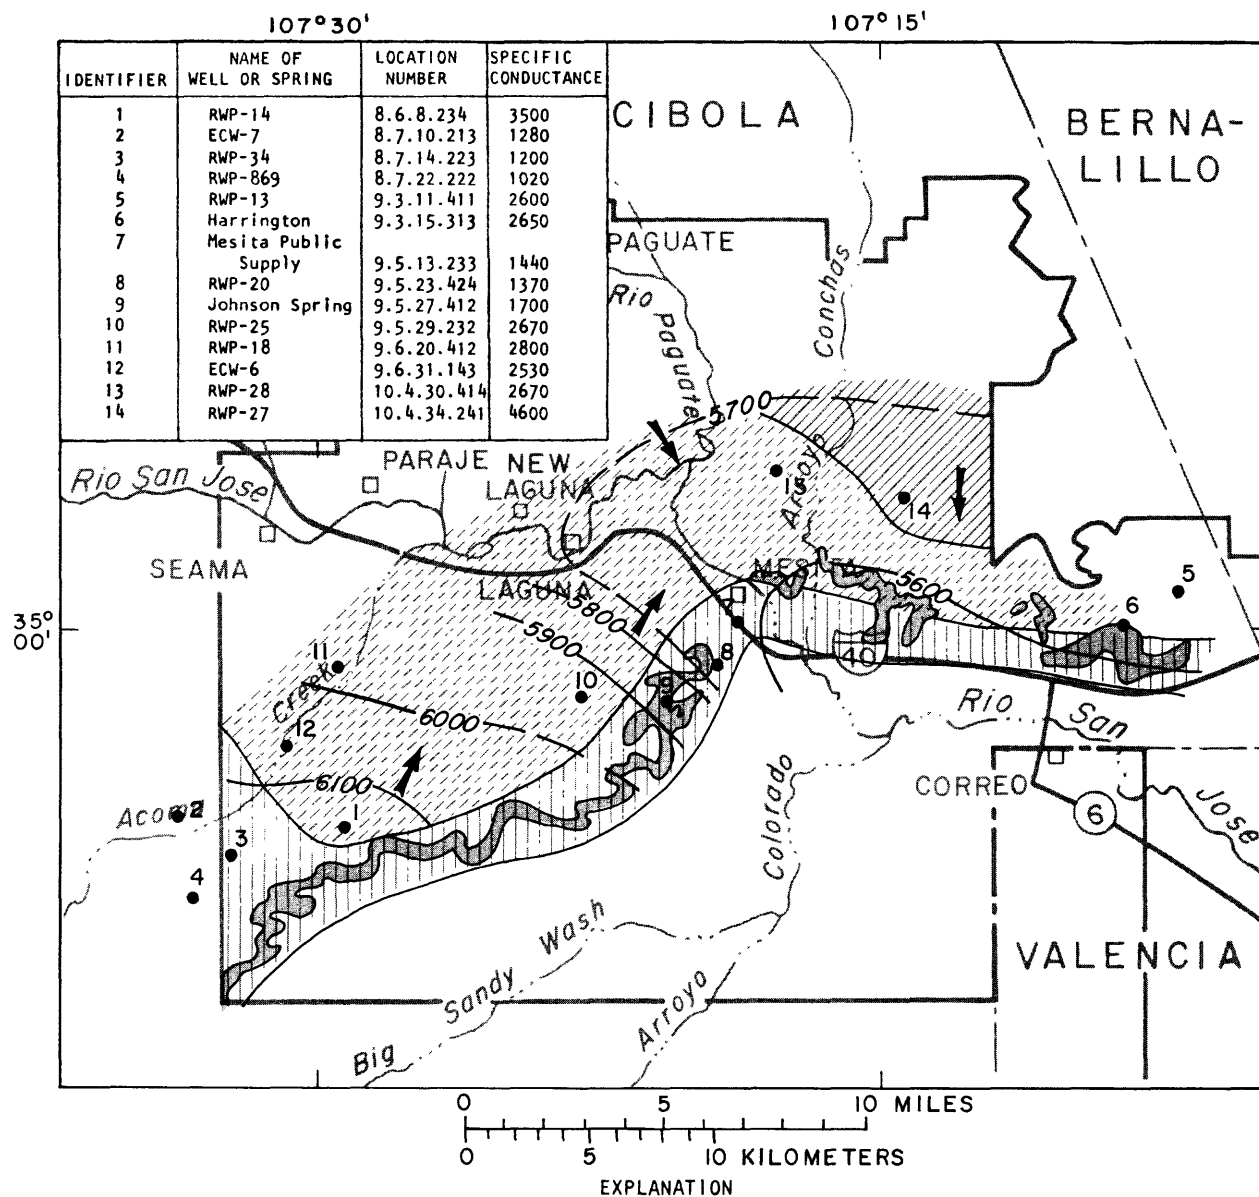 107°30'
107°15'
IDENTIFIER NAME OF WELL OR SPRING LOCATION NUMBER SPECIFIC CONDUCTANCE
1 RWP-14 8.6.8.234 3500
2 ECW-7 8.7.10.213 1280
3 RWP-34 8.7.14.223 1200
4 RWP-869 8.7.22.222 1020
5 RWP-13 9.3.11.411 2600
6 Harrington 9.3.15.313 2650
7 Mesita Public
Supply 9.5.13.233 1440
8 RWP-20 9.5.23.424 1370
9 Johnson Spring 9.5.27.412 1700
10 RWP-25 9.5.29.232 2670
11 RWP-18 9.6.20.412 2800
12 ECW-6 9.6.31.143 2530
13 RWP-28 10.4.30.414 2670
14 RWP-27 10.4.34.241 4600
CIBOLA
BERNA-
LILLO
PAGUATE
Rio Paguate
Conchas
Arroyo
5700
PARAJE
NEW
LAGUNA
Rio San Jose
13
14
SEAMA
MESITA
LAGUNA
5800
5900
5600
5
6
7
35°
00'
40
8
9
10
11
Creek
12
6000
6100
Acoma
2
1
3
4
Rio San Jose
CORREO
6
Colorado
Arroyo
Big Sandy Wash
VALENCIA
0 5 10 MILES
0 5 10 KILOMETERS
EXPLANATION